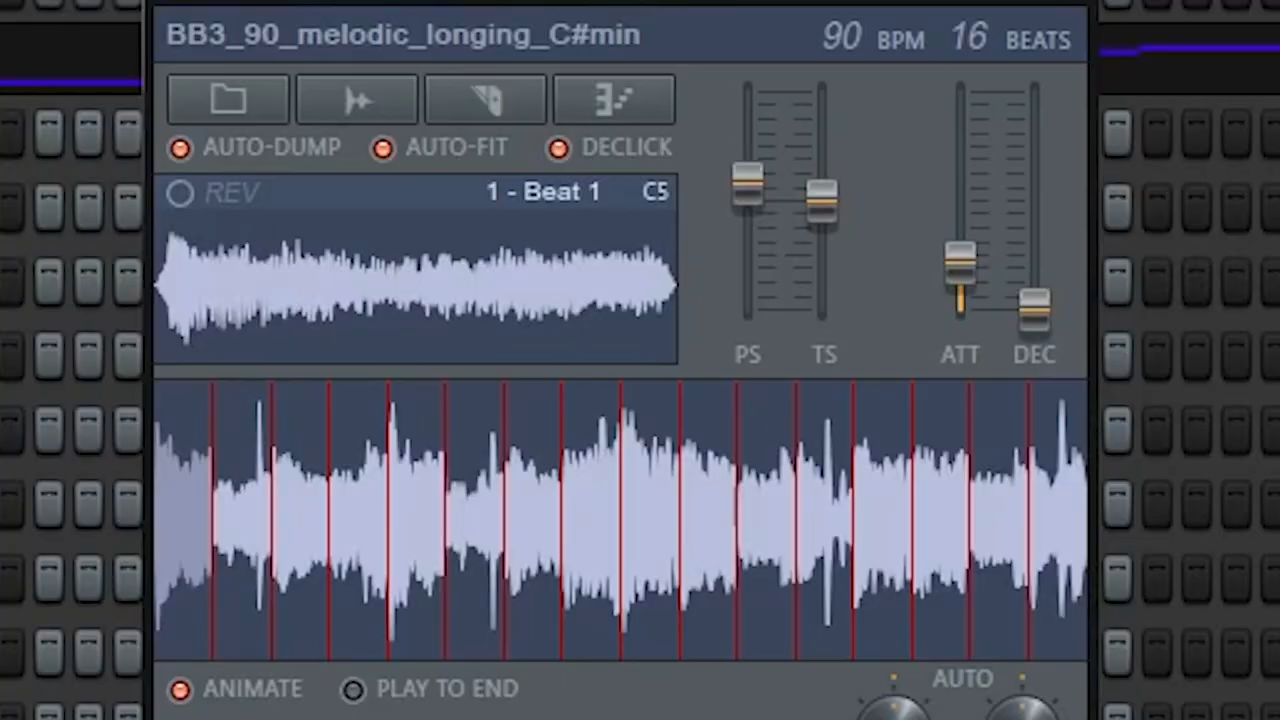 BB3_90_melodic_longing_C#min 90 BPM 16 BEATS
AUTO-DUMP AUTO-FIT DECLICK
REV 1 - Beat 1 C5
PS TS ATT DEC
ANIMATE PLAY TO END AUTO